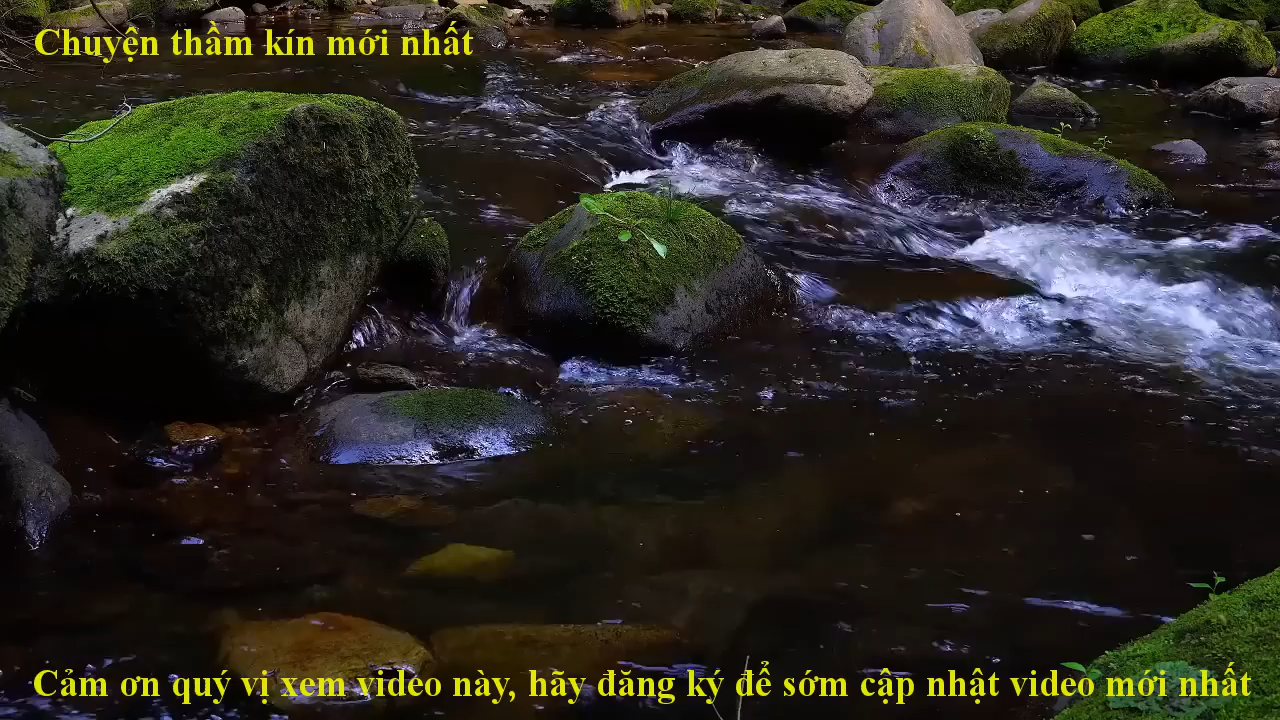 Chuyện thầm kín mới nhất
Cảm ơn quý vị xem video này, hãy đăng ký để sớm cập nhật video mới nhất